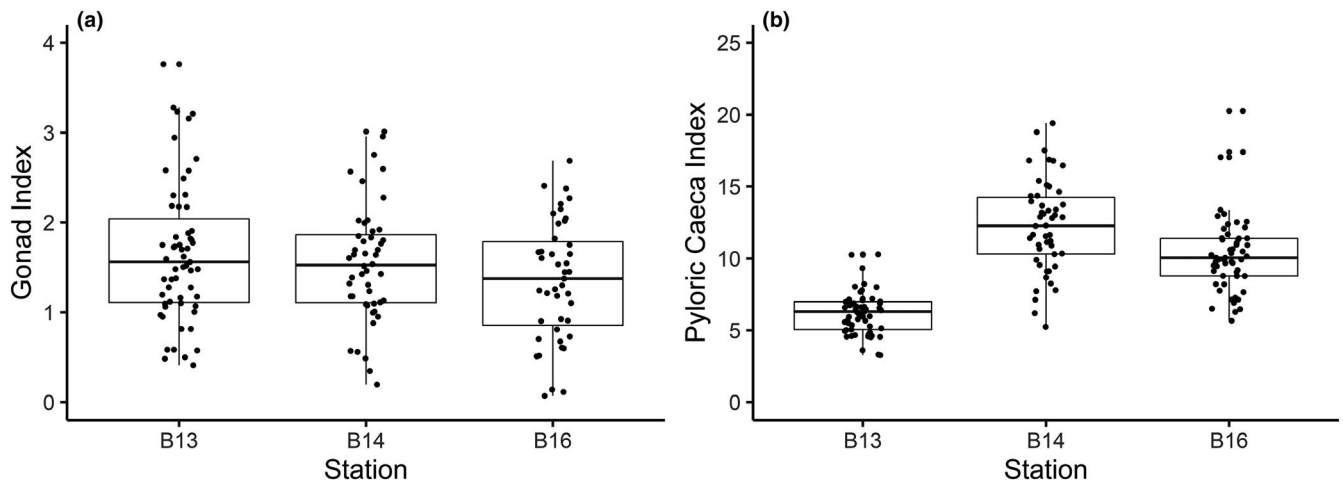 (a)
Gonad Index
4
3
2
1
0
B13 B14 B16
Station
(b)
Pyloric Caeca Index
25
20
15
10
5
0
B13 B14 B16
Station